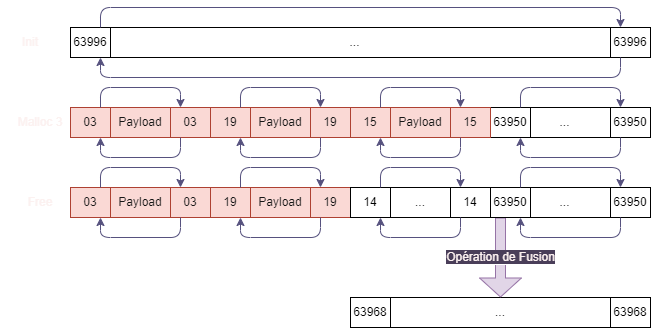 Init 63996 ... 63996
Malloc 3 03 Payload 03 19 Payload 19 15 Payload 15 63950 ... 63950
Free 03 Payload 03 19 Payload 19 14 ... 14 63950 ... 63950
Opération de Fusion
63968 ... 63968